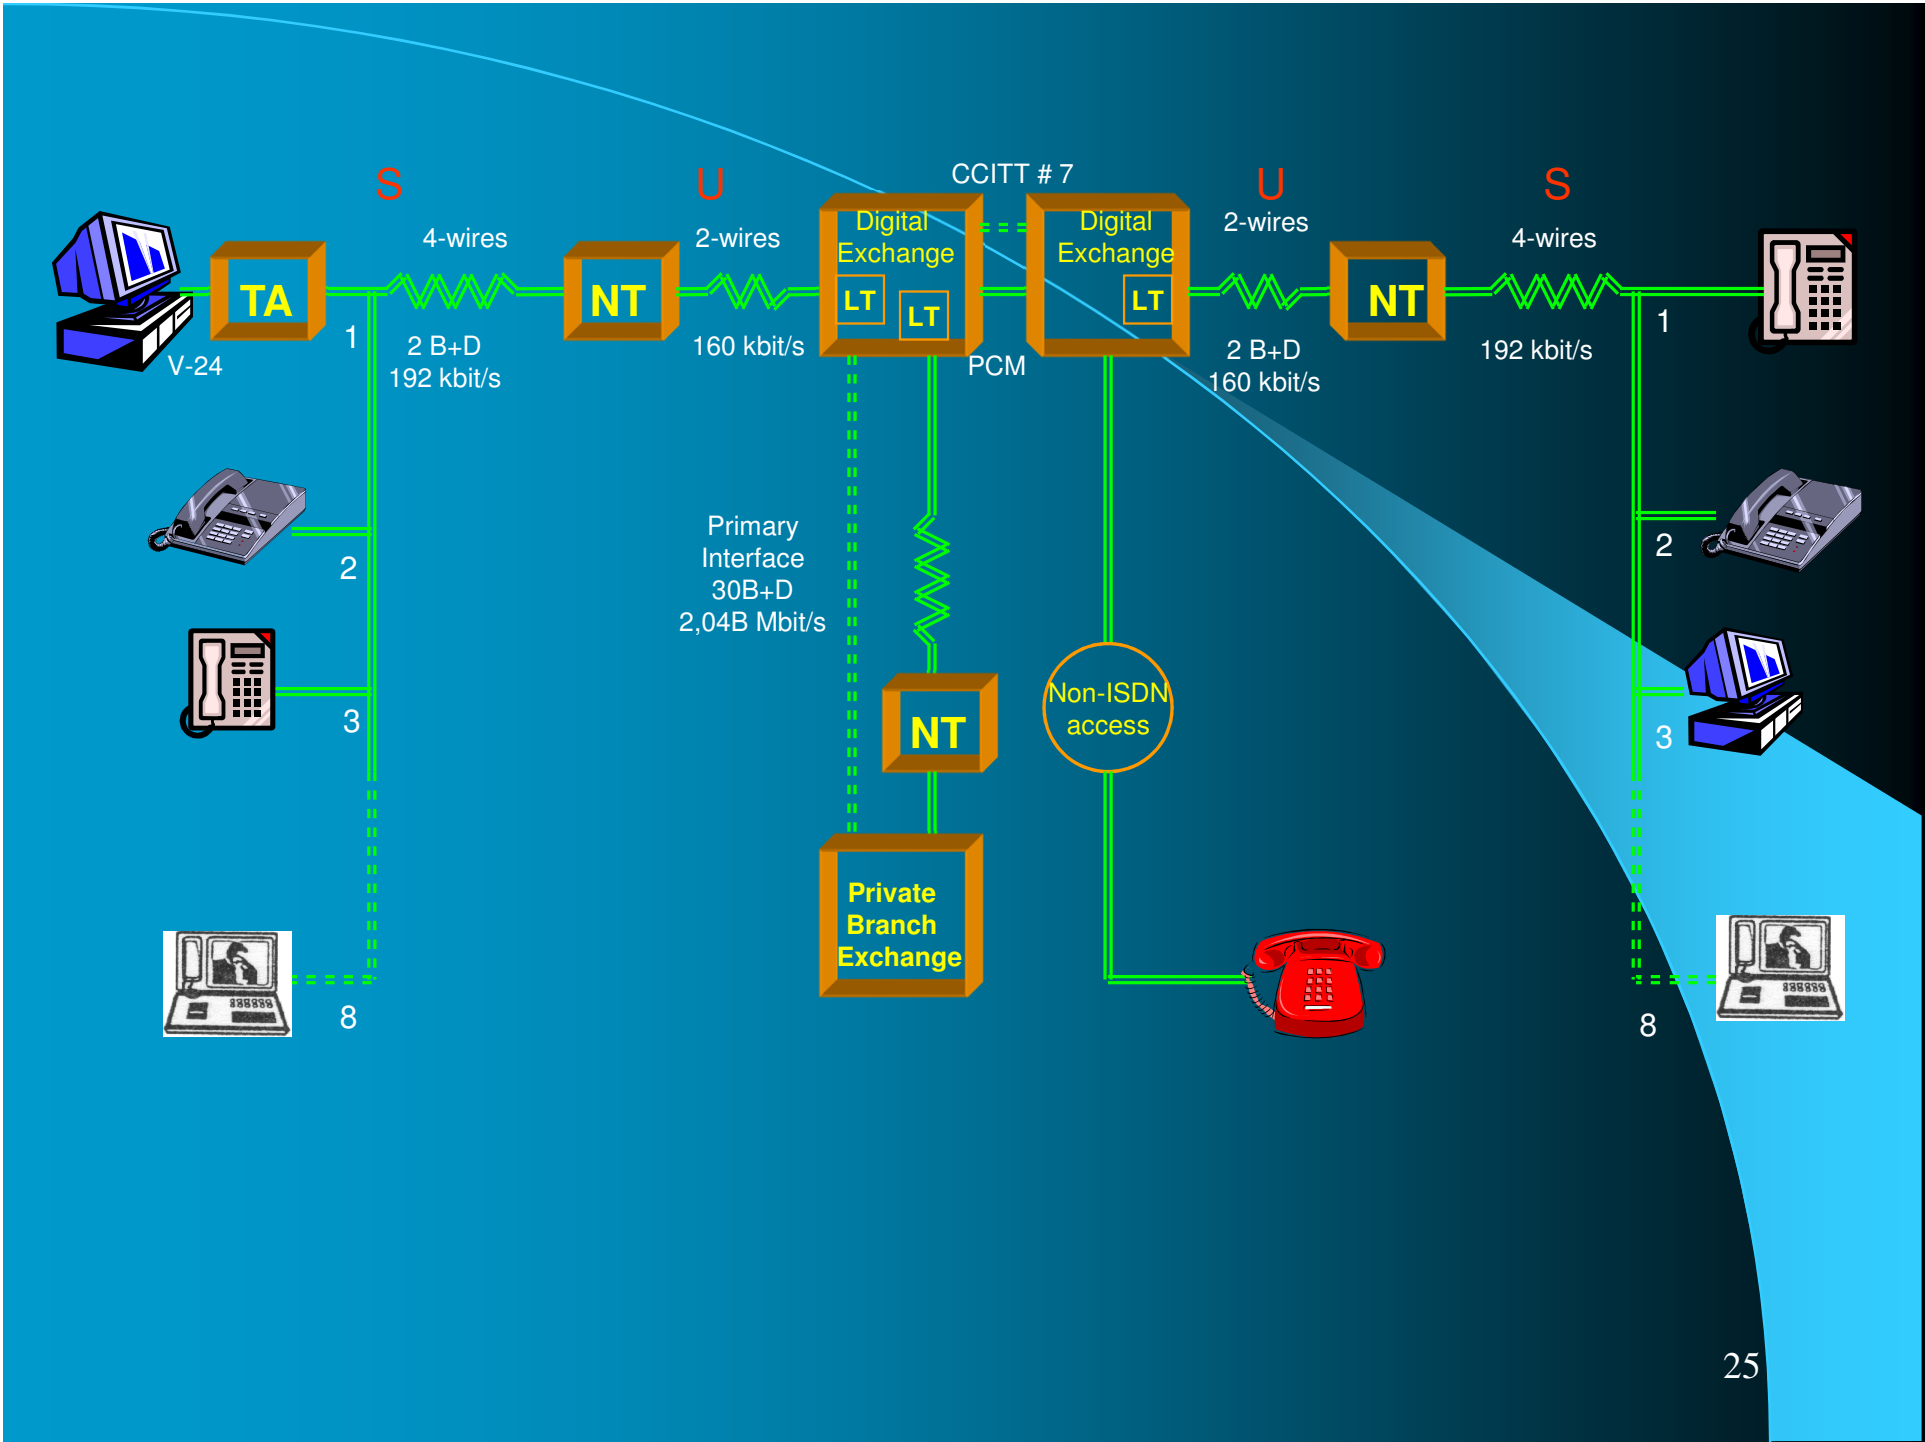 CCITT # 7
S
U
U
S
4-wires
2-wires
Digital
Exchange
Digital
Exchange
2-wires
4-wires
TA
NT
LT
LT
LT
NT
1
2 B+D
192 kbit/s
160 kbit/s
PCM
2 B+D
160 kbit/s
192 kbit/s
1
V-24
2
Primary
Interface
30B+D
2,04B Mbit/s
2
3
NT
Non-ISDN
access
3
Private
Branch
Exchange
8
8
25